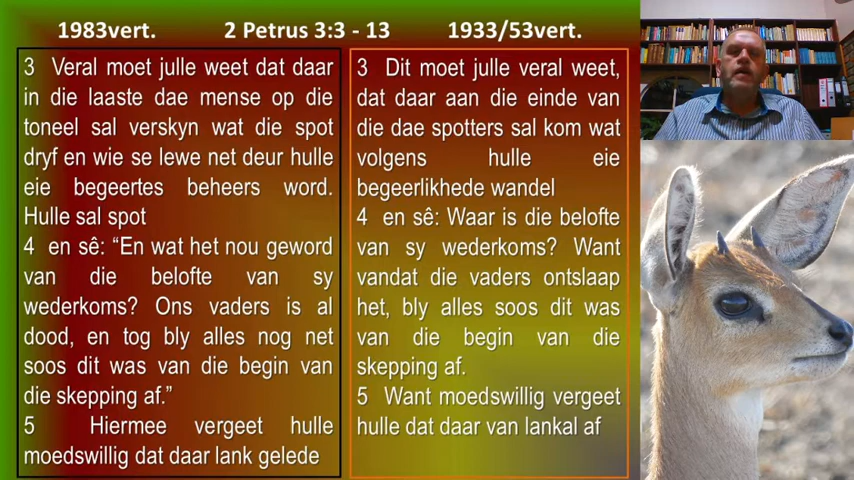 1983vert. 2 Petrus 3:3 - 13 1933/53vert.
3 Veral moet julle weet dat daar
in die laaste dae mense op die
toneel sal verskyn wat die spot
dryf en wie se lewe net deur hulle
eie begeertes beheers word.
Hulle sal spot
4 en sê: “En wat het nou geword
van die belofte van sy
wederkoms? Ons vaders is al
dood, en tog bly alles nog net
soos dit was van die begin van
die skepping af.”
5 Hiermee vergeet hulle
moedswillig dat daar lank gelede
3 Dit moet julle veral weet,
dat daar aan die einde van
die dae spotters sal kom wat
volgens hulle eie
begeerlikhede wandel
4 en sê: Waar is die belofte
van sy wederkoms? Want
vandat die vaders ontslaap
het, bly alles soos dit was
van die begin van die
skepping af.
5 Want moedswillig vergeet
hulle dat daar van lankal af